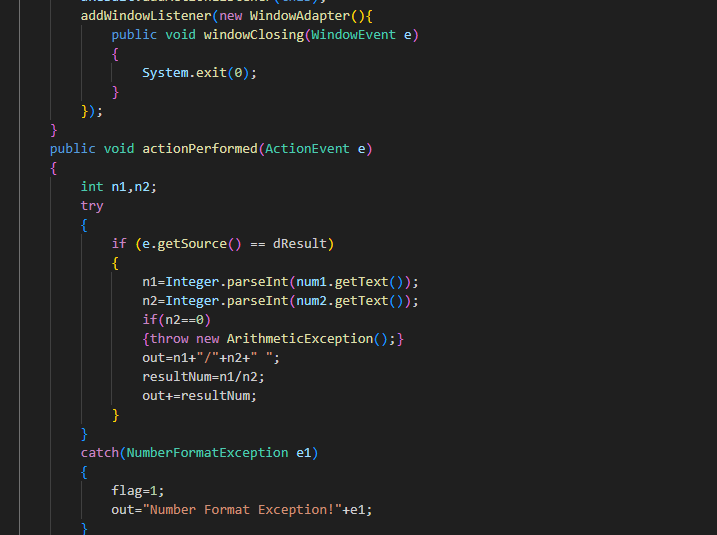 addWindowListener(new WindowAdapter(){
public void windowClosing(WindowEvent e)
{
System.exit(0);
}
});
}
public void actionPerformed(ActionEvent e)
{
int n1,n2;
try
{
if (e.getSource() == dResult)
{
n1=Integer.parseInt(num1.getText());
n2=Integer.parseInt(num2.getText());
if(n2==0)
{throw new ArithmeticException();}
out=n1+"/"+n2+" ";
resultNum=n1/n2;
out+=resultNum;
}
}
catch(NumberFormatException e1)
{
flag=1;
out="Number Format Exception!"+e1;
}